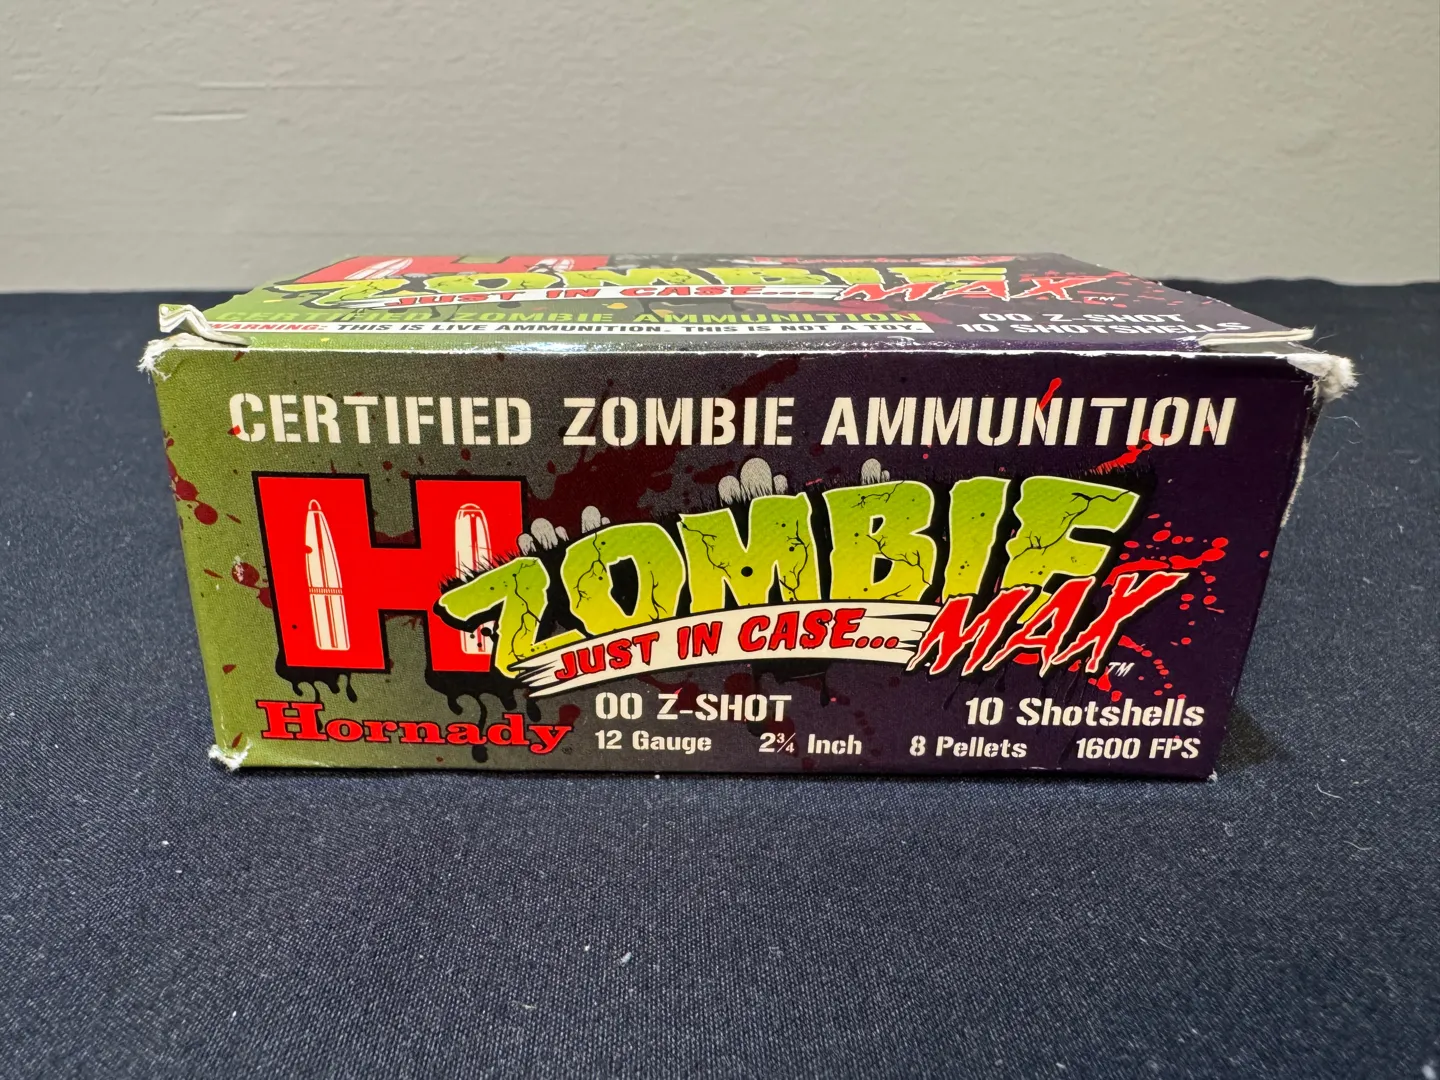 ZOMBIE
JUST IN CASE... MAX™
CERTIFIED ZOMBIE AMMUNITION
WARNING: THIS IS LIVE AMMUNITION. THIS IS NOT A TOY.
00 Z-SHOT
10 SHOTSHELLS
CERTIFIED ZOMBIE AMMUNITION
H
ZOMBIE
JUST IN CASE... MAX™
Hornady®
00 Z-SHOT
10 Shotshells
12 Gauge 2¾ Inch 8 Pellets 1600 FPS